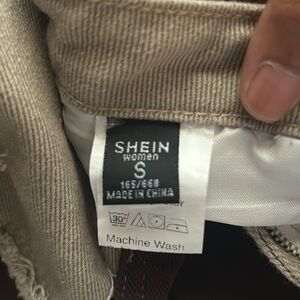 SHEIN
women
S
165/66B
MADE IN CHINA
30°
Machine Wash